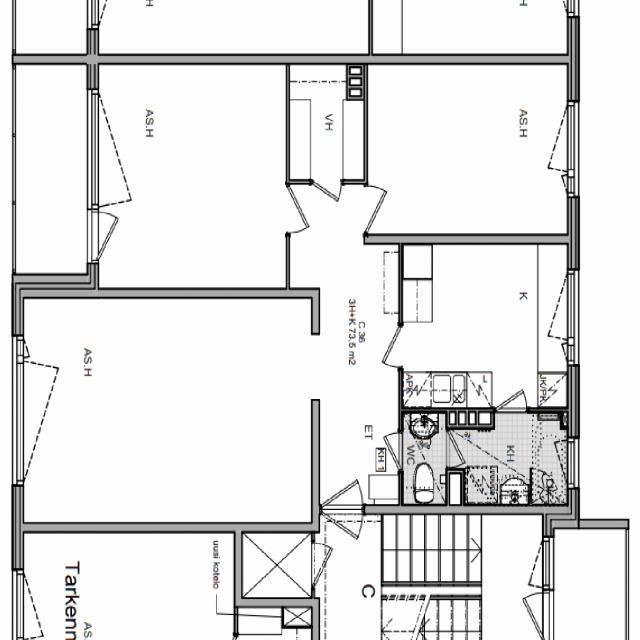 AS.H
VH
AS.H
K
C 36
3H+K 73,5 m2
AS.H
APK
JK/PK
ET
KH 1
WC
KH
uusi kotelo
C
Tarkenn
AS.